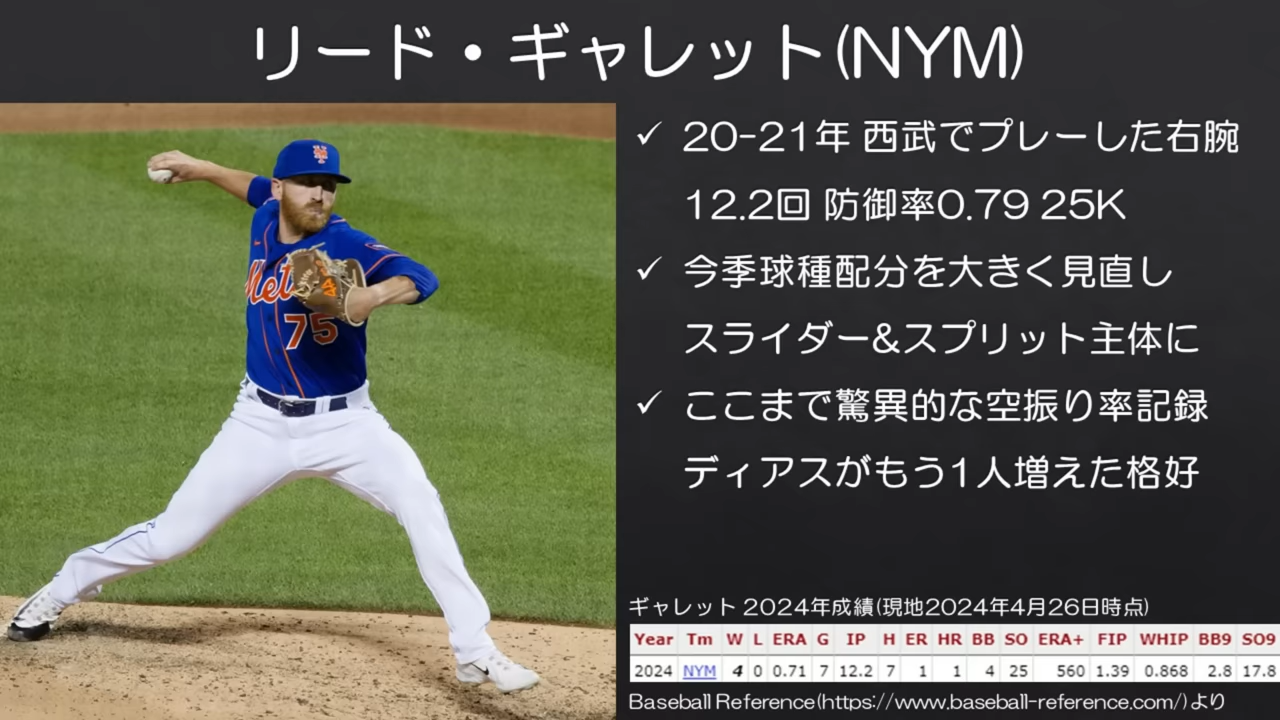 リード・ギャレット(NYM)
Mets
75
✓ 20-21年 西武でプレーした右腕
12.2回 防御率0.79 25K
✓ 今季球種配分を大きく見直し
スライダー&スプリット主体に
✓ ここまで驚異的な空振り率記録
ディアスがもう1人増えた格好
ギャレット 2024年成績(現地2024年4月26日時点)
Year Tm W L ERA G IP H ER HR BB SO ERA+ FIP WHIP BB9 SO9
2024 NYM 4 0 0.71 7 12.2 7 1 1 4 25 560 1.39 0.868 2.8 17.8
Baseball Reference(https://www.baseball-reference.com/)より